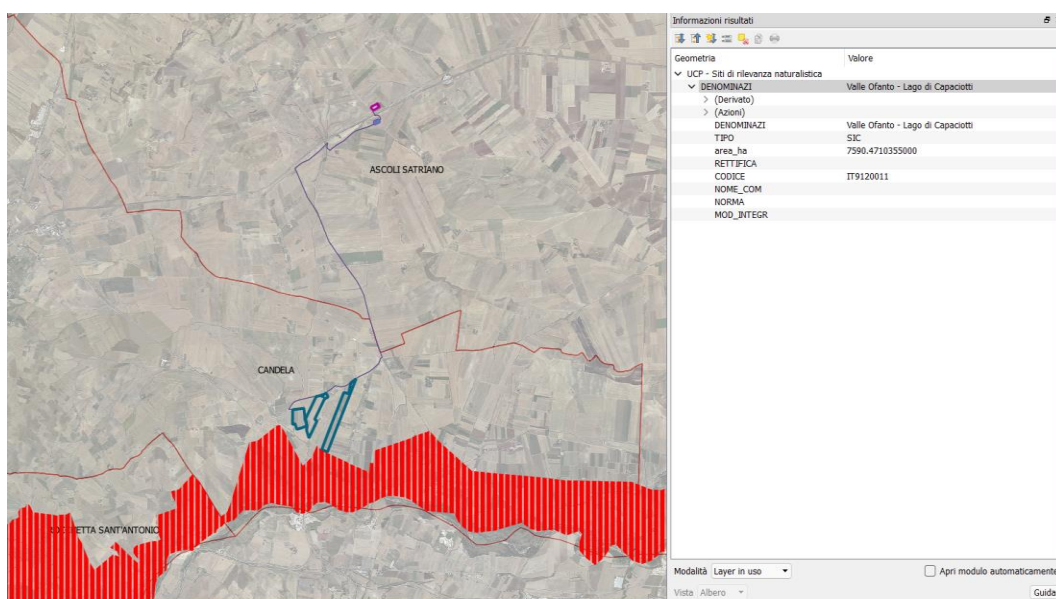 Informazioni risultati
Geometria Valore
UCP - Siti di rilevanza naturalistica
DENOMINAZI Valle Ofanto - Lago di Capaciotti
(Derivato)
(Azioni)
DENOMINAZI Valle Ofanto - Lago di Capaciotti
TIPO SIC
area_ha 7590.4710355000
RETTIFICA
CODICE IT9120011
NOME_COM
NORMA
MOD_INTEGR
ASCOLI SATRIANO
CANDELA
ETTA SANT'ANTONIO
Modalità Layer in uso Apri modulo automaticamente
Vista Albero Guida